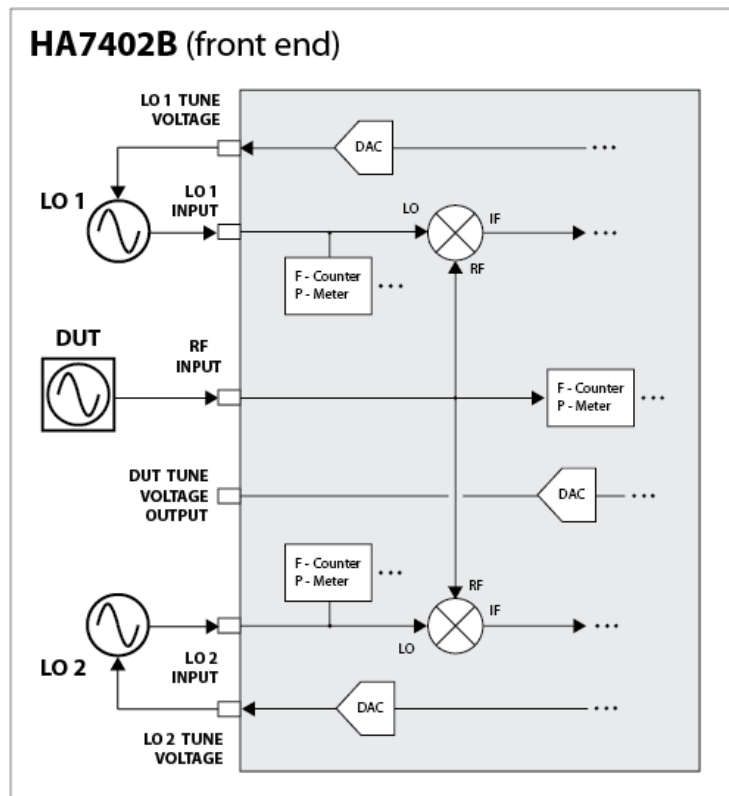 HA7402B (front end)
LO 1 TUNE
VOLTAGE
DAC
...
LO 1
LO 1
INPUT
LO
IF
...
RF
F - Counter
P - Meter
...
DUT
RF
INPUT
F - Counter
P - Meter
...
DUT TUNE
VOLTAGE
OUTPUT
DAC
...
F - Counter
P - Meter
...
RF
IF
...
LO
LO 2
LO 2
INPUT
DAC
...
LO 2 TUNE
VOLTAGE